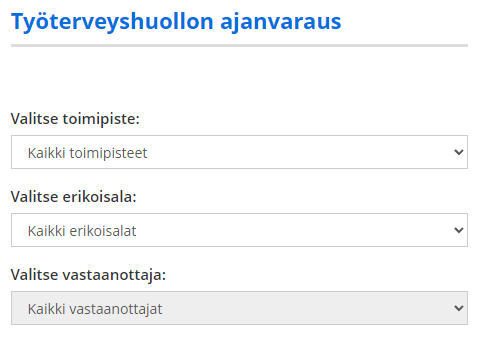 Työterveyshuollon ajanvaraus
Valitse toimipiste:
Kaikki toimipisteet
Valitse erikoisala:
Kaikki erikoisalat
Valitse vastaanottaja:
Kaikki vastaanottajat